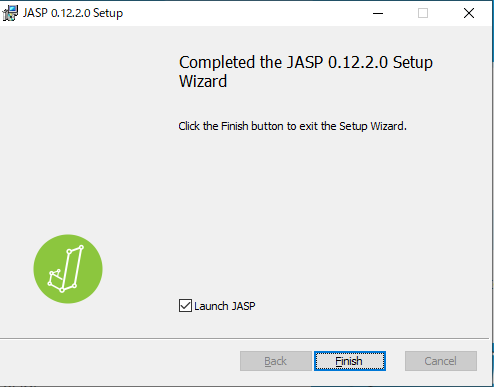 JASP 0.12.2.0 Setup
Completed the JASP 0.12.2.0 Setup
Wizard
Click the Finish button to exit the Setup Wizard.
Launch JASP
Back
Finish
Cancel